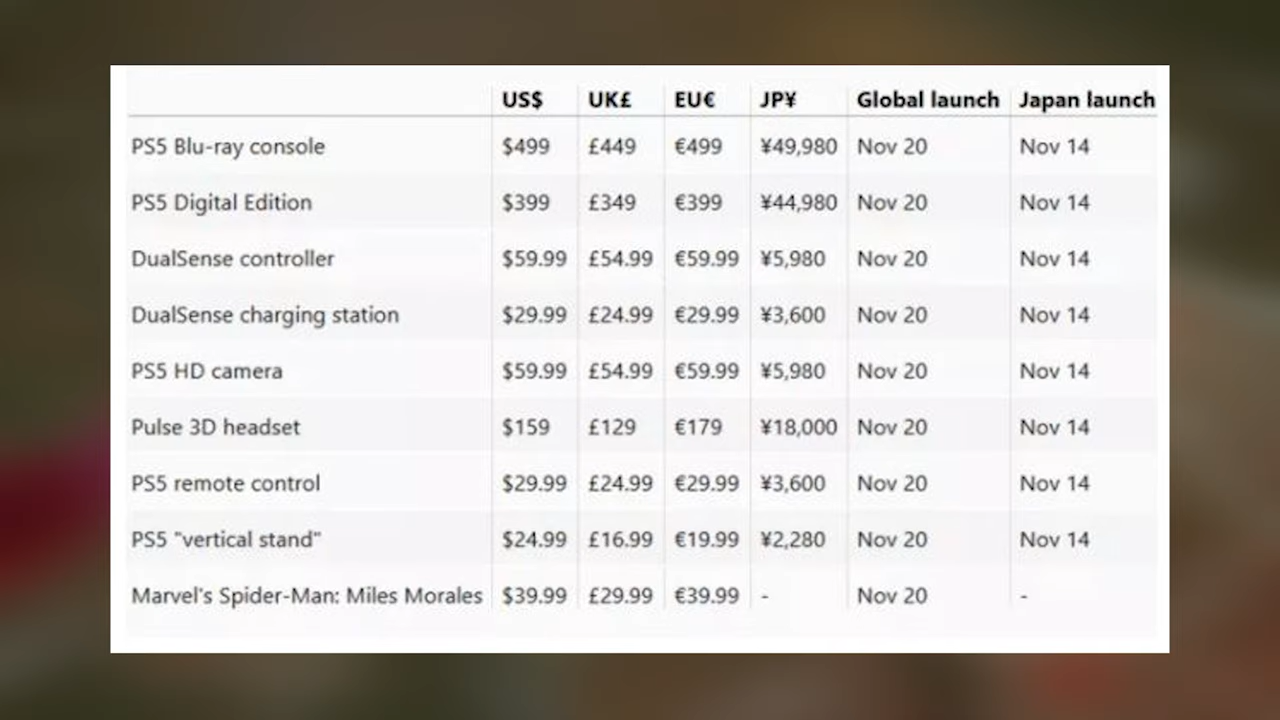 US$ UK£ EU€ JP¥ Global launch Japan launch
PS5 Blu-ray console $499 £449 €499 ¥49,980 Nov 20 Nov 14
PS5 Digital Edition $399 £349 €399 ¥44,980 Nov 20 Nov 14
DualSense controller $59.99 £54.99 €59.99 ¥5,980 Nov 20 Nov 14
DualSense charging station $29.99 £24.99 €29.99 ¥3,600 Nov 20 Nov 14
PS5 HD camera $59.99 £54.99 €59.99 ¥5,980 Nov 20 Nov 14
Pulse 3D headset $159 £129 €179 ¥18,000 Nov 20 Nov 14
PS5 remote control $29.99 £24.99 €29.99 ¥3,600 Nov 20 Nov 14
PS5 "vertical stand" $24.99 £16.99 €19.99 ¥2,280 Nov 20 Nov 14
Marvel's Spider-Man: Miles Morales $39.99 £29.99 €39.99 - Nov 20 -